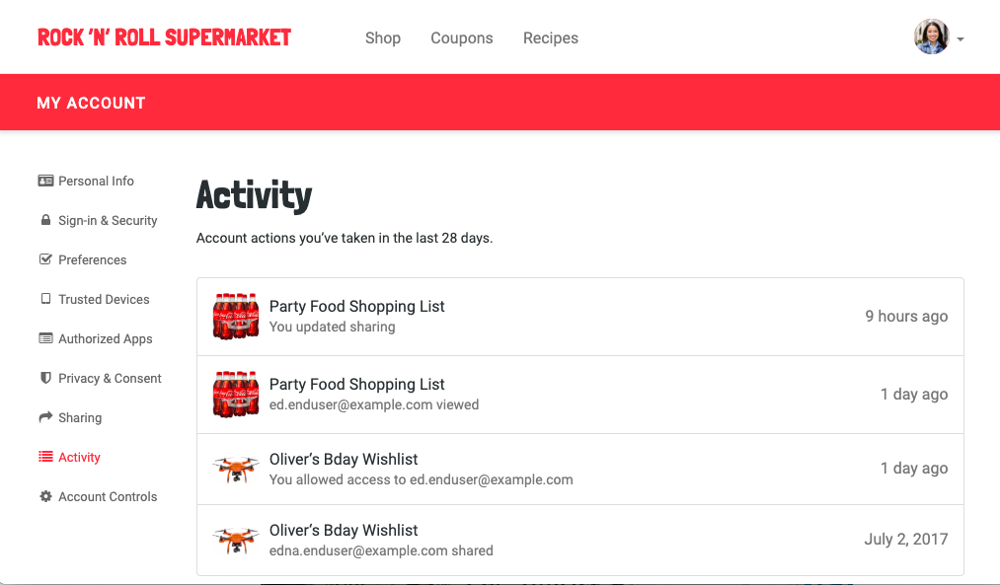 ROCK ‘N’ ROLL SUPERMARKET
Shop
Coupons
Recipes
MY ACCOUNT
Personal Info
Sign-in & Security
Preferences
Trusted Devices
Authorized Apps
Privacy & Consent
Sharing
Activity
Account Controls
Activity
Account actions you’ve taken in the last 28 days.
Party Food Shopping List
You updated sharing
9 hours ago
Party Food Shopping List
ed.enduser@example.com viewed
1 day ago
Oliver’s Bday Wishlist
You allowed access to ed.enduser@example.com
1 day ago
Oliver’s Bday Wishlist
edna.enduser@example.com shared
July 2, 2017